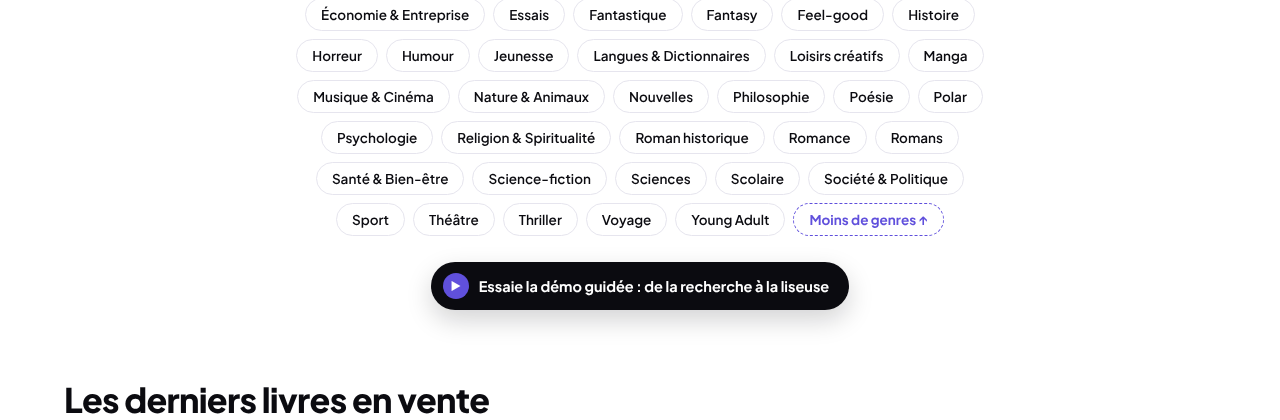 Économie & Entreprise Essais Fantastique Fantasy Feel-good Histoire
Horreur Humour Jeunesse Langues & Dictionnaires Loisirs créatifs Manga
Musique & Cinéma Nature & Animaux Nouvelles Philosophie Poésie Polar
Psychologie Religion & Spiritualité Roman historique Romance Romans
Santé & Bien-être Science-fiction Sciences Scolaire Société & Politique
Sport Théâtre Thriller Voyage Young Adult Moins de genres ↑
Essaie la démo guidée : de la recherche à la liseuse
Les derniers livres en vente